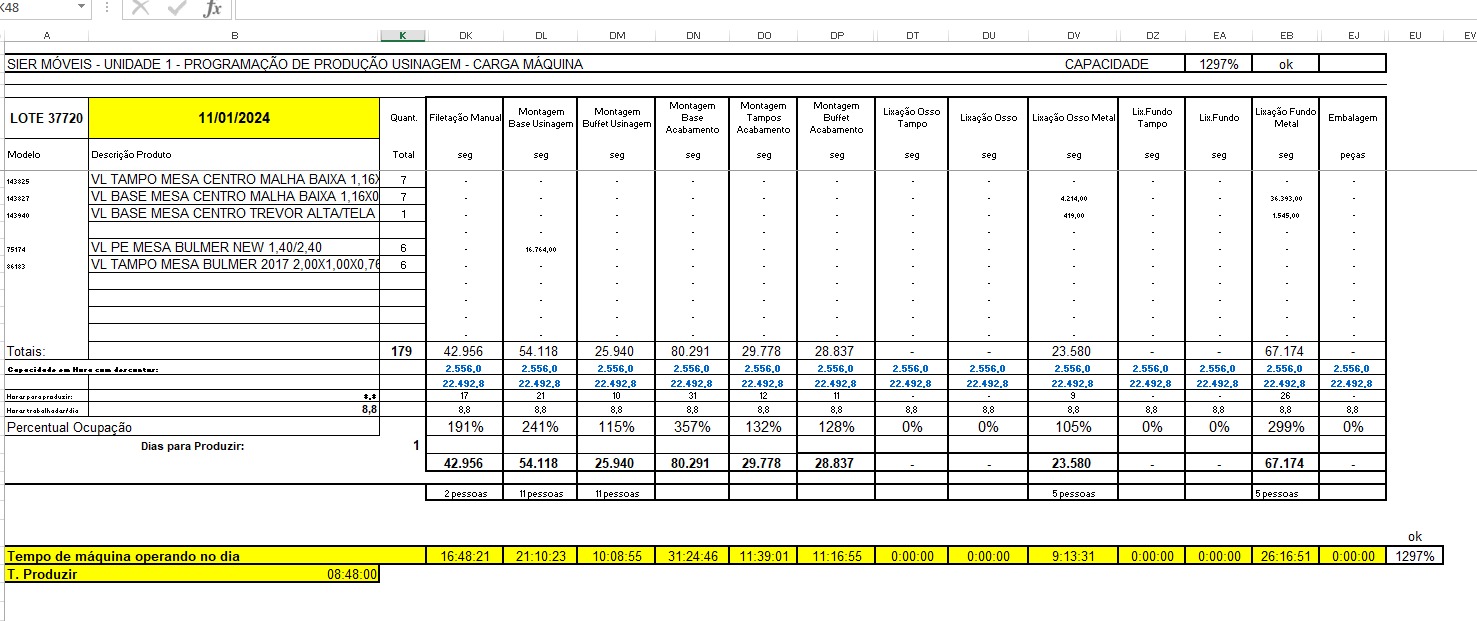 K48 fx
A B K DK DL DM DN DO DP DT DU DV DZ EA EB EJ EU EV
SIER MÓVEIS - UNIDADE 1 - PROGRAMAÇÃO DE PRODUÇÃO USINAGEM - CARGA MÁQUINA CAPACIDADE 1297% ok
LOTE 37720 11/01/2024 Quant. Filetação Manual Montagem Base Usinagem Montagem Buffet Usinagem Montagem Base Acabamento Montagem Tampos Acabamento Montagem Buffet Acabamento Lixação Osso Tampo Lixação Osso Lixação Osso Metal Lix.Fundo Tampo Lix.Fundo Lixação Fundo Metal Embalagem
Modelo Descrição Produto Total seg seg seg seg seg seg seg seg seg seg seg seg peças
143825 VL TAMPO MESA CENTRO MALHA BAIXA 1,16X 7 - - - - - - - - - - - - -
143827 VL BASE MESA CENTRO MALHA BAIXA 1,16X0 7 - - - - - - - - 4.214,00 - - 36.393,00 -
143940 VL BASE MESA CENTRO TREVOR ALTA/TELA 1 - - - - - - - - 419,00 - - 1.545,00 -
- - - - - - - - - - - - -
75174 VL PE MESA BULMER NEW 1,40/2,40 6 - 16.764,00 - - - - - - - - - - -
86183 VL TAMPO MESA BULMER 2017 2,00X1,00X0,76 6 - - - - - - - - - - - - -
- - - - - - - - - - - - -
- - - - - - - - - - - - -
- - - - - - - - - - - - -
- - - - - - - - - - - - -
Totais: 179 42.956 54.118 25.940 80.291 29.778 28.837 - - 23.580 - - 67.174 -
Capacidade em Hora com descontos: 2.556,0 2.556,0 2.556,0 2.556,0 2.556,0 2.556,0 2.556,0 2.556,0 2.556,0 2.556,0 2.556,0 2.556,0 2.556,0
22.492,8 22.492,8 22.492,8 22.492,8 22.492,8 22.492,8 22.492,8 22.492,8 22.492,8 22.492,8 22.492,8 22.492,8 22.492,8
Horas para produzir: 8,8 17 21 10 31 12 11 - - 9 - - 26 -
Horas trabalhadas/dia 8,8 8,8 8,8 8,8 8,8 8,8 8,8 8,8 8,8 8,8 8,8 8,8 8,8 8,8
Percentual Ocupação 191% 241% 115% 357% 132% 128% 0% 0% 105% 0% 0% 299% 0%
Dias para Produzir: 1
42.956 54.118 25.940 80.291 29.778 28.837 - - 23.580 - - 67.174 -
2 pessoas 11 pessoas 11 pessoas 5 pessoas 5 pessoas
ok
Tempo de máquina operando no dia 16:48:21 21:10:23 10:08:55 31:24:46 11:39:01 11:16:55 0:00:00 0:00:00 9:13:31 0:00:00 0:00:00 26:16:51 0:00:00 1297%
T. Produzir 08:48:00